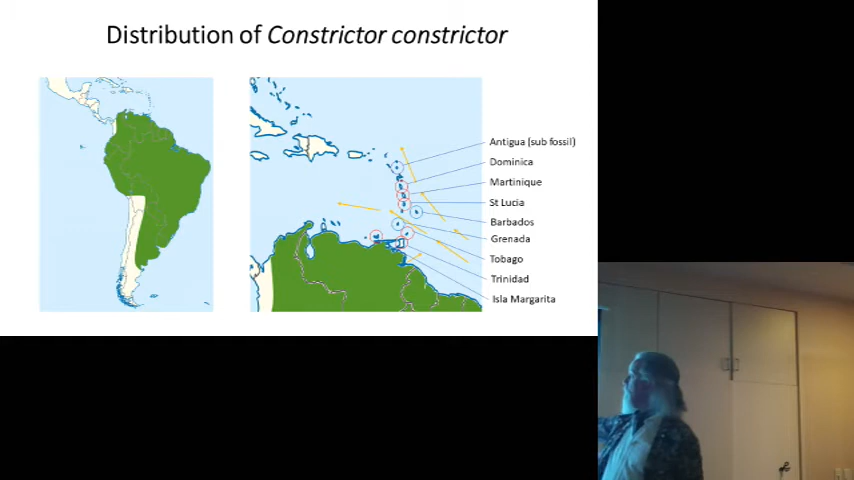 Distribution of Constrictor constrictor
Antigua (sub fossil)
Dominica
Martinique
St Lucia
Barbados
Grenada
Tobago
Trinidad
Isla Margarita